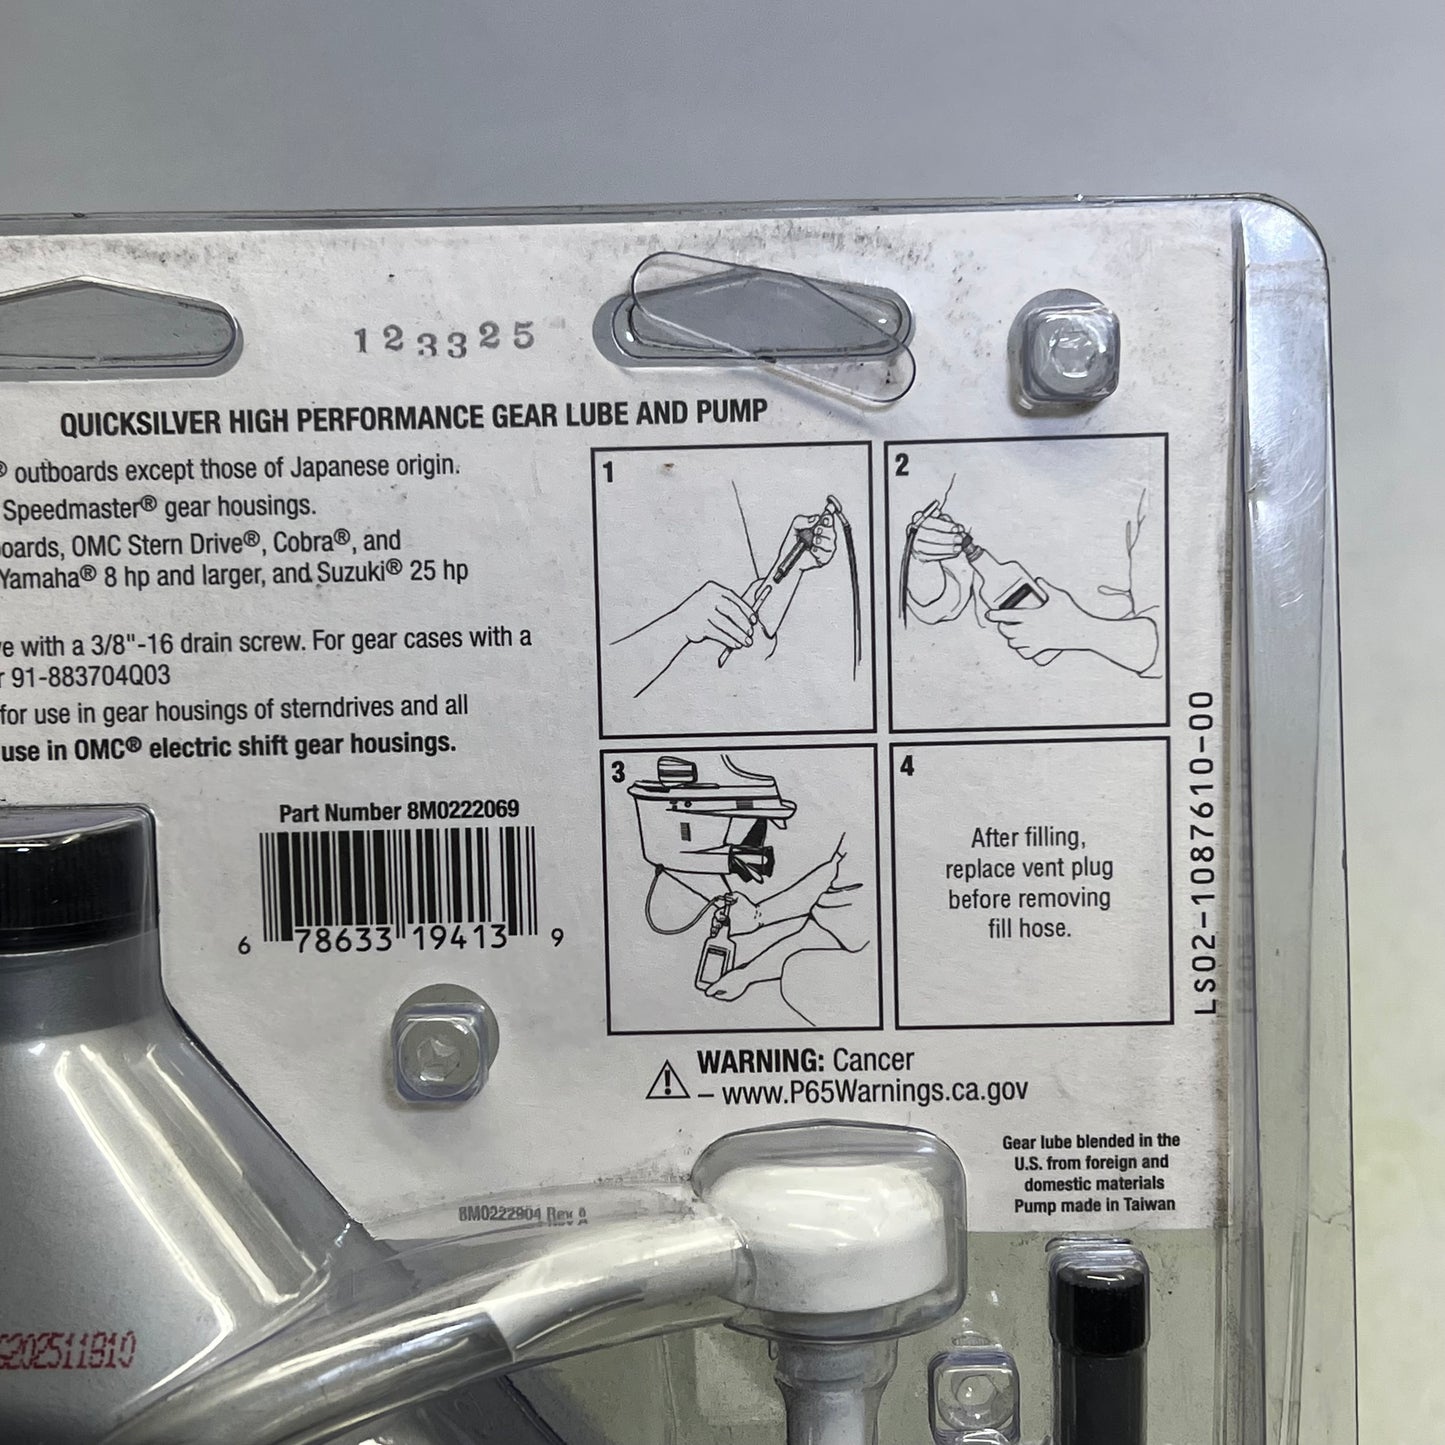 123325
QUICKSILVER HIGH PERFORMANCE GEAR LUBE AND PUMP
® outboards except those of Japanese origin.
Speedmaster® gear housings.
OMC Stern Drive®, Cobra®, and
Yamaha® 8 hp and larger, and Suzuki® 25 hp
with a 3/8"-16 drain screw. For gear cases with a
91-883704Q03
for use in gear housings of sterndrives and all
use in OMC® electric shift gear housings.
Part Number 8M0222069
6 78633 19413 9
1
2
3
4
After filling,
replace vent plug
before removing
fill hose.
LS02-1087610-00
WARNING: Cancer
– www.P65Warnings.ca.gov
Gear lube blended in the
U.S. from foreign and
domestic materials
Pump made in Taiwan
8M0222904 Rev A